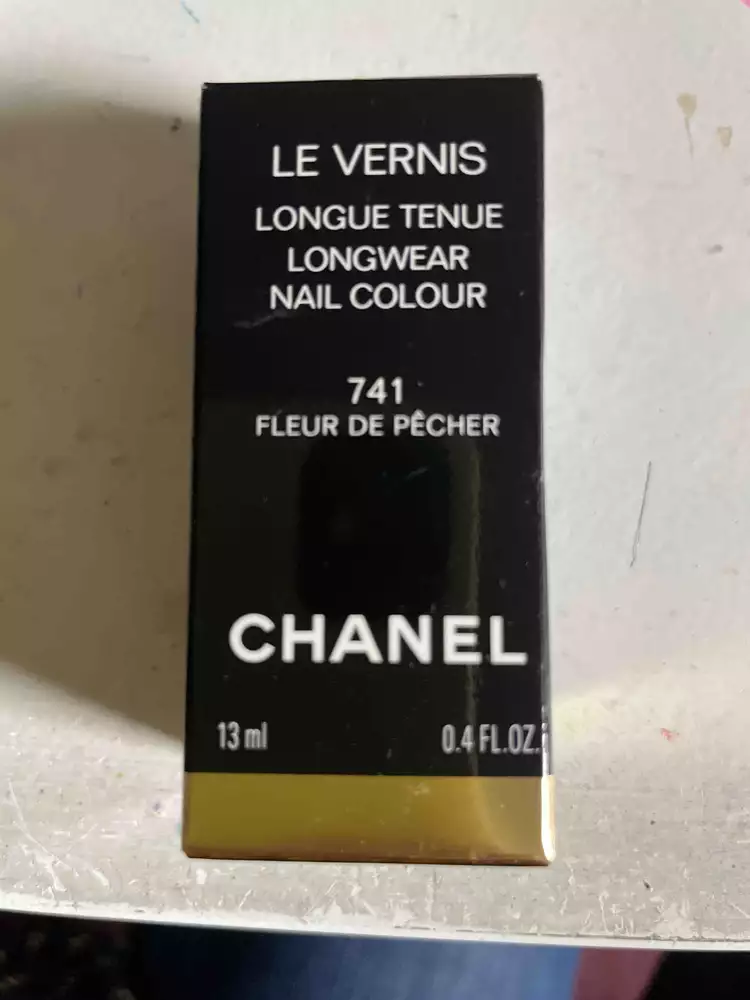 LE VERNIS
LONGUE TENUE
LONGWEAR
NAIL COLOUR
741
FLEUR DE PÊCHER
CHANEL
13 ml 0.4 FL.OZ.